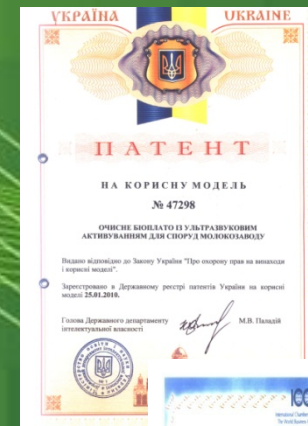 УКРАЇНА UKRAINE
ПАТЕНТ
НА КОРИСНУ МОДЕЛЬ
№ 47298
ОЧИСНЕ БІОПЛАТО ІЗ УЛЬТРАЗВУКОВИМ
АКТИВУВАННЯМ ДЛЯ СПОРУД МОЛОКОЗАВОДУ
Видано відповідно до Закону України "Про охорону прав на винаходи
і корисні моделі".
Зареєстровано в Державному реєстрі патентів України на корисні
моделі 25.01.2010.
Голова Державного департаменту
інтелектуальної власності
М.В. Паладій
ICC